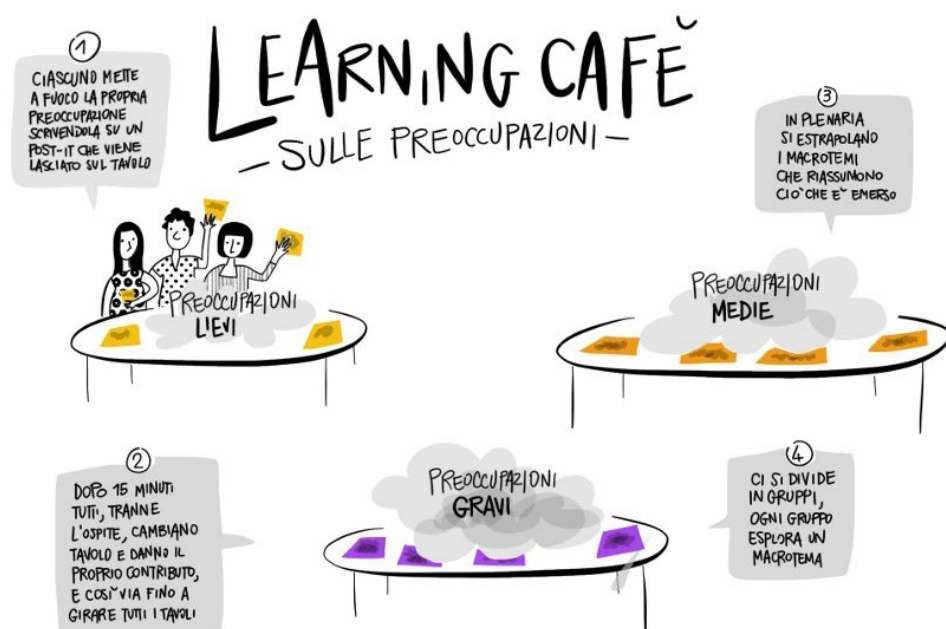 LEARNING CAFĔ
— SULLE PREOCCUPAZIONI —
1
CIASCUNO METTE
A FUOCO LA PROPRIA
PREOCCUPAZIONE
SCRIVENDOLA SU UN
POST-IT CHE VIENE
LASCIATO SUL TAVOLO
PREOCCUPAZIONI
LIEVI
2
DOPO 15 MINUTI
TUTTI, TRANNE
L'OSPITE, CAMBIANO
TAVOLO E DANNO IL
PROPRIO CONTRIBUTO,
E COSÌ VIA FINO A
GIRARE TUTTI I TAVOLI
3
IN PLENARIA
SI ESTRAPOLANO
I MACROTEMI
CHE RIASSUMONO
CIÒ CHE È EMERSO
PREOCCUPAZIONI
MEDIE
PREOCCUPAZIONI
GRAVI
4
CI SI DIVIDE
IN GRUPPI,
OGNI GRUPPO
ESPLORA UN
MACROTEMA